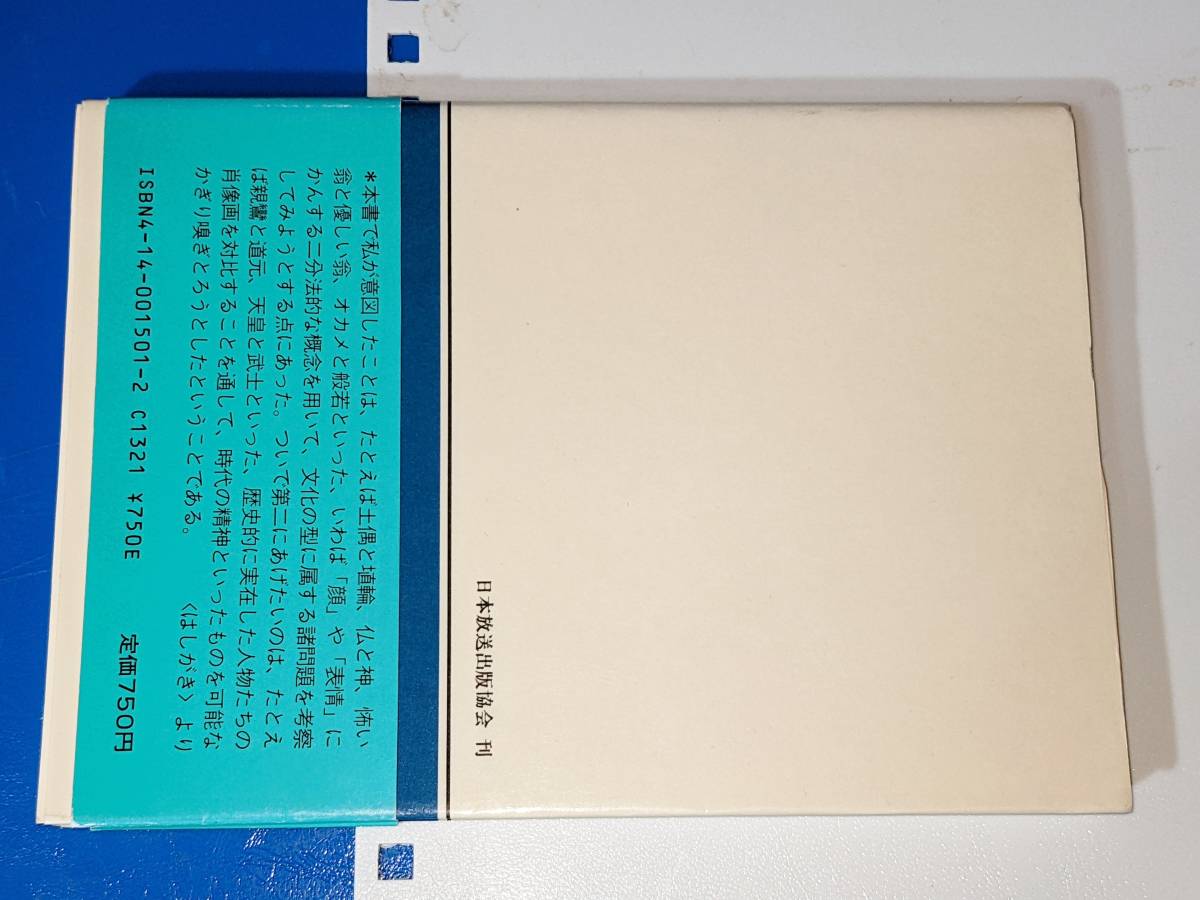 *本書で私が意図したことは、たとえば土偶と埴輪、仏と神、怖い
翁と優しい翁、オカメと般若といった、いわば「顔」や「表情」に
かんする二分法的な概念を用いて、文化の型に属する諸問題を考察
してみようとする点にあった。ついで第二にあげたいのは、たとえ
ば親鸞と道元、天皇と武士といった、歴史的に実在した人物たちの
肖像画を対比することを通して、時代の精神といったものを可能な
かぎり嗅ぎとろうとしたということである。 〈はしがき〉より
ISBN4-14-001501-2 C1321 ¥750E 定価750円
日本放送出版協会 刊